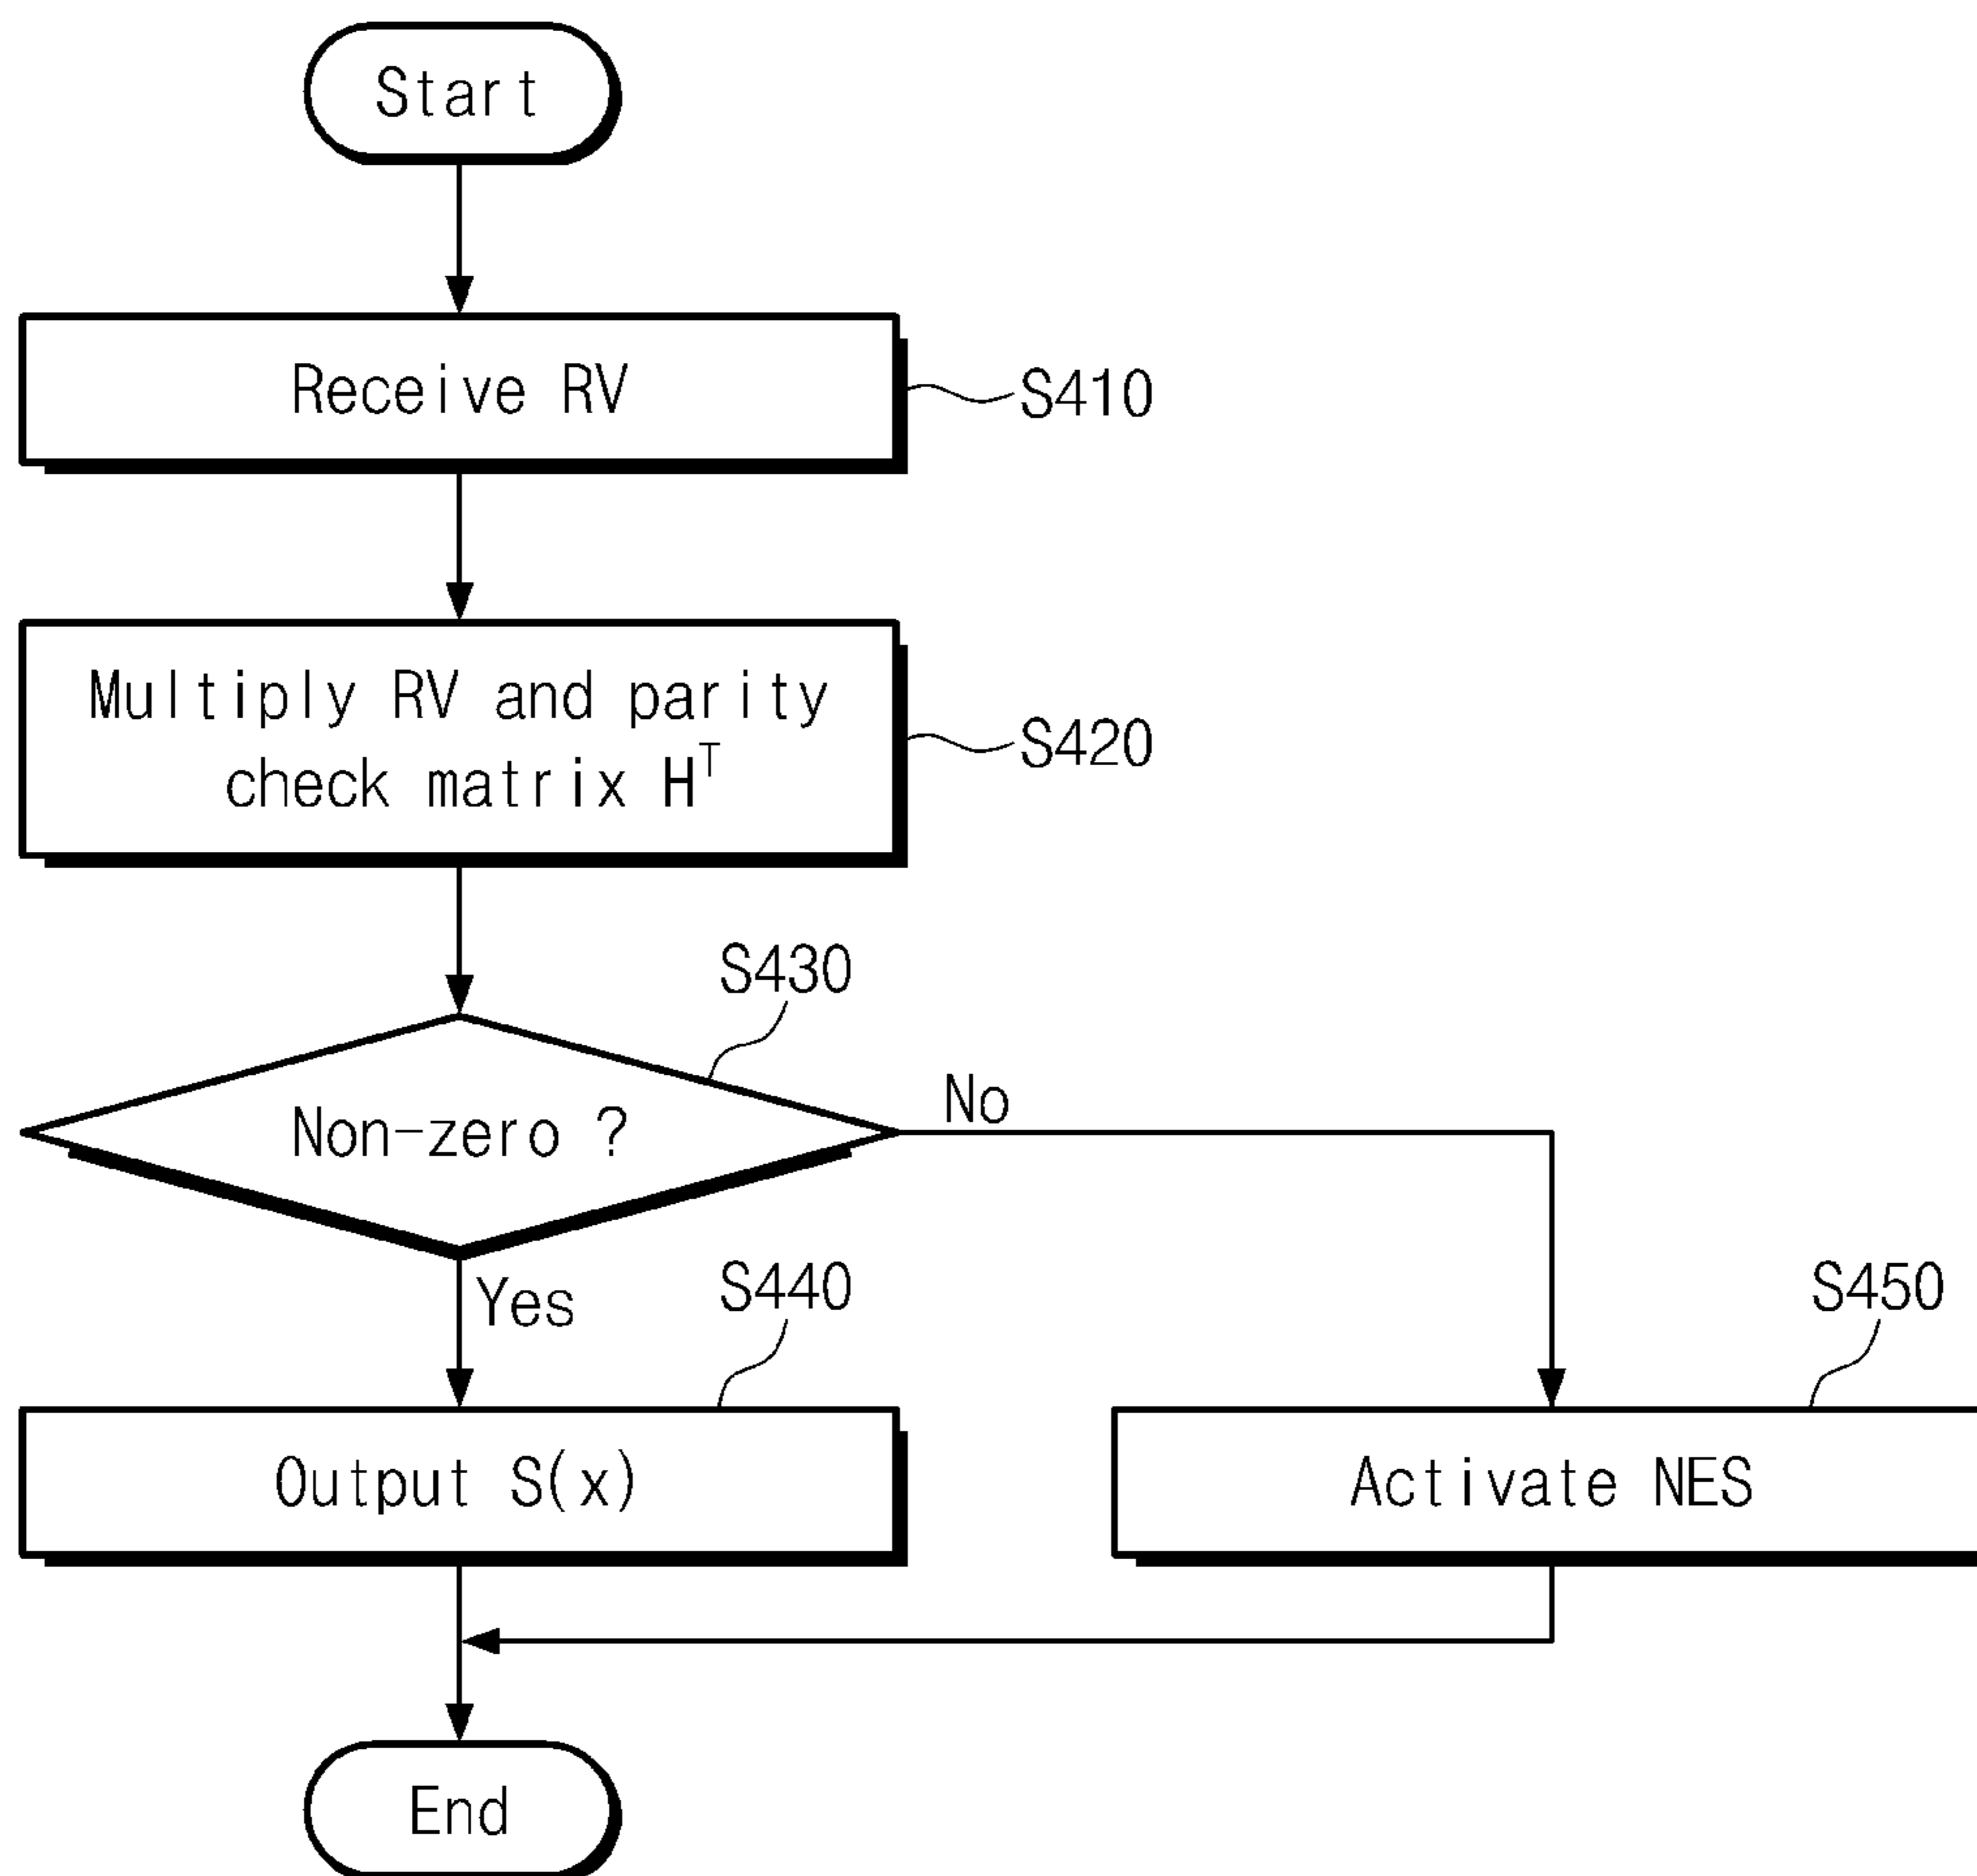 Start
Receive RV
S410
Multiply RV and parity
check matrix Hᵀ
S420
S430
Non-zero ?
No
Yes
S440
S450
Output S(x)
Activate NES
End